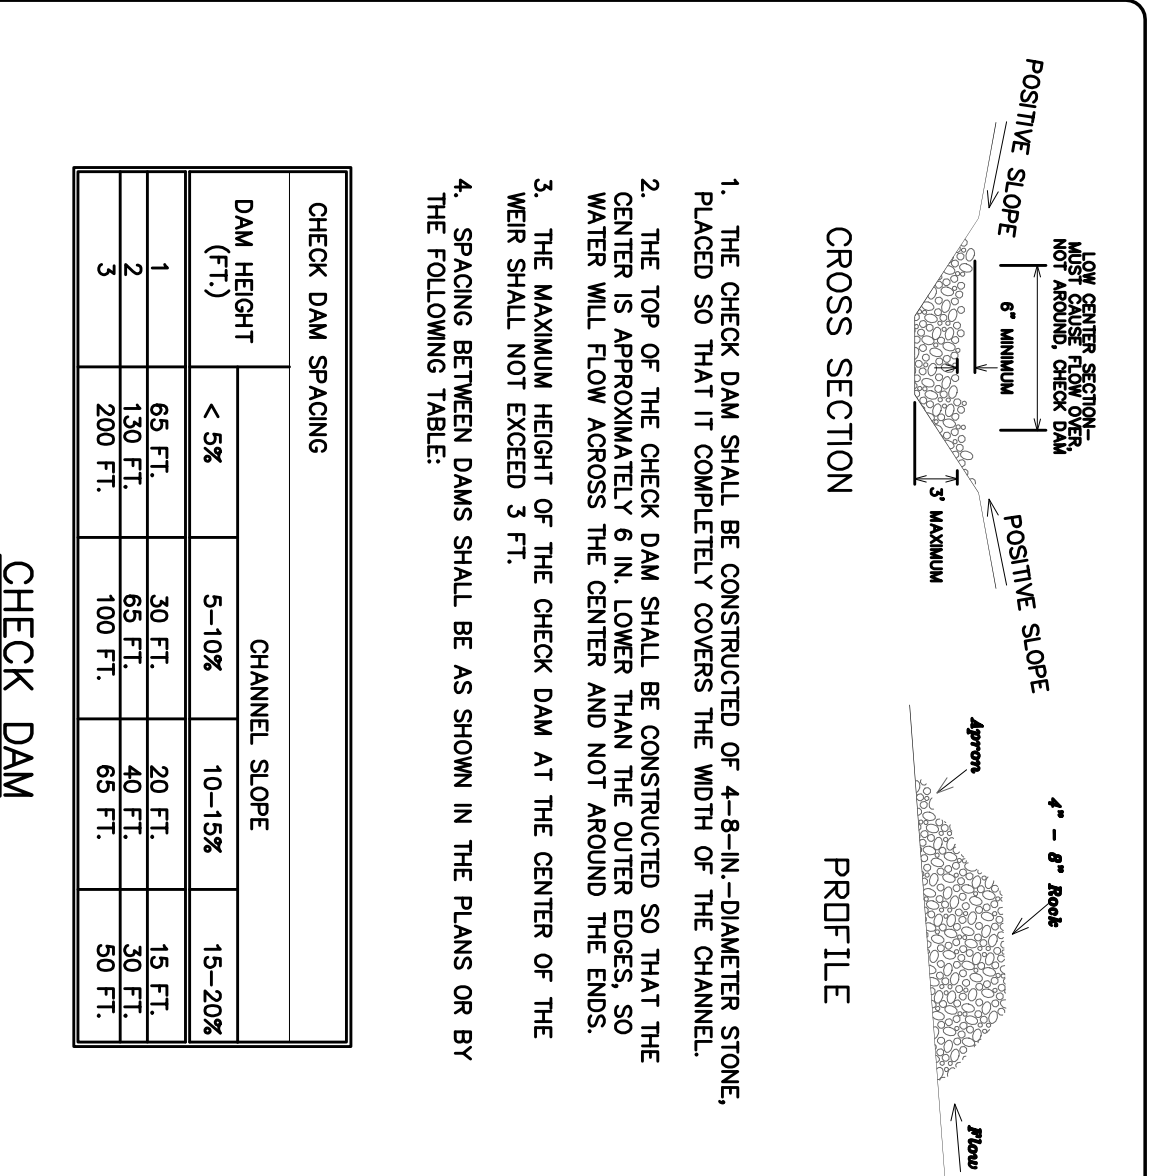 LOW CENTER SECTION—
MUST CAUSE FLOW OVER,
NOT AROUND, CHECK DAM
POSITIVE SLOPE
POSITIVE SLOPE
6" MINIMUM
3' MAXIMUM
CROSS SECTION
4" - 8" Rock
Apron
Flow
PROFILE
1. THE CHECK DAM SHALL BE CONSTRUCTED OF 4–8–IN.–DIAMETER STONE,
PLACED SO THAT IT COMPLETELY COVERS THE WIDTH OF THE CHANNEL.
2. THE TOP OF THE CHECK DAM SHALL BE CONSTRUCTED SO THAT THE
CENTER IS APPROXIMATELY 6 IN. LOWER THAN THE OUTER EDGES, SO
WATER WILL FLOW ACROSS THE CENTER AND NOT AROUND THE ENDS.
3. THE MAXIMUM HEIGHT OF THE CHECK DAM AT THE CENTER OF THE
WEIR SHALL NOT EXCEED 3 FT.
4. SPACING BETWEEN DAMS SHALL BE AS SHOWN IN THE PLANS OR BY
THE FOLLOWING TABLE:
CHECK DAM SPACING
DAM HEIGHT
(FT.)
CHANNEL SLOPE
< 5% 5–10% 10–15% 15–20%
1 65 FT. 30 FT. 20 FT. 15 FT.
2 130 FT. 65 FT. 40 FT. 30 FT.
3 200 FT. 100 FT. 65 FT. 50 FT.
CHECK DAM